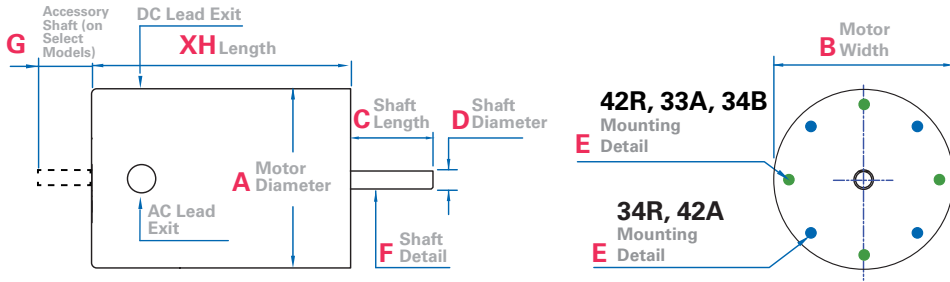 G
Accessory
Shaft (on
Select
Models)
DC Lead Exit
XH Length
C Shaft
Length
D Shaft
Diameter
A Motor
Diameter
AC Lead
Exit
F Shaft
Detail
B Motor
Width
42R, 33A, 34B
E Mounting
Detail
34R, 42A
E Mounting
Detail